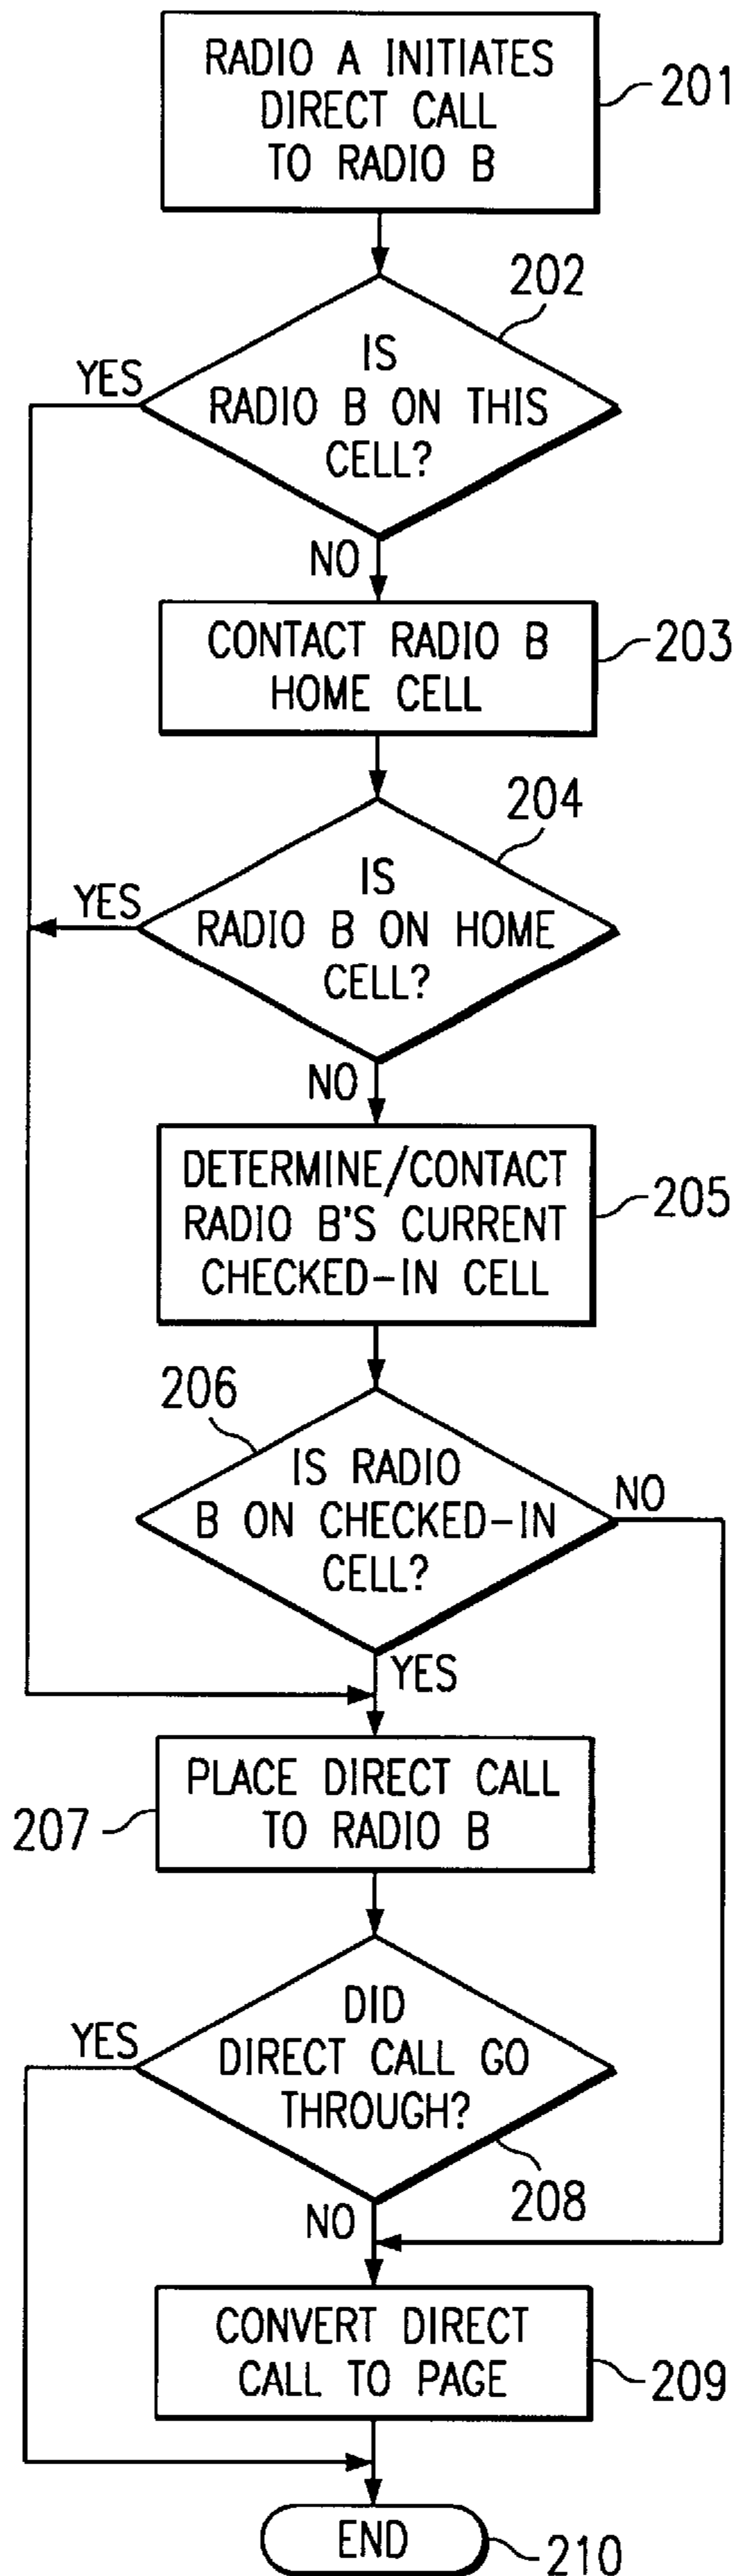 RADIO A INITIATES
DIRECT CALL
TO RADIO B
201
202
IS
RADIO B ON THIS
CELL?
YES
NO
CONTACT RADIO B
HOME CELL
203
204
IS
RADIO B ON HOME
CELL?
YES
NO
DETERMINE/CONTACT
RADIO B'S CURRENT
CHECKED-IN CELL
205
206
IS RADIO
B ON CHECKED-IN
CELL?
NO
YES
PLACE DIRECT CALL
TO RADIO B
207
DID
DIRECT CALL GO
THROUGH?
YES
208
NO
CONVERT DIRECT
CALL TO PAGE
209
END
210